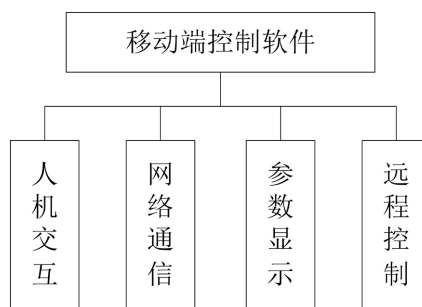 移动端控制软件
人机交互
网络通信
参数显示
远程控制